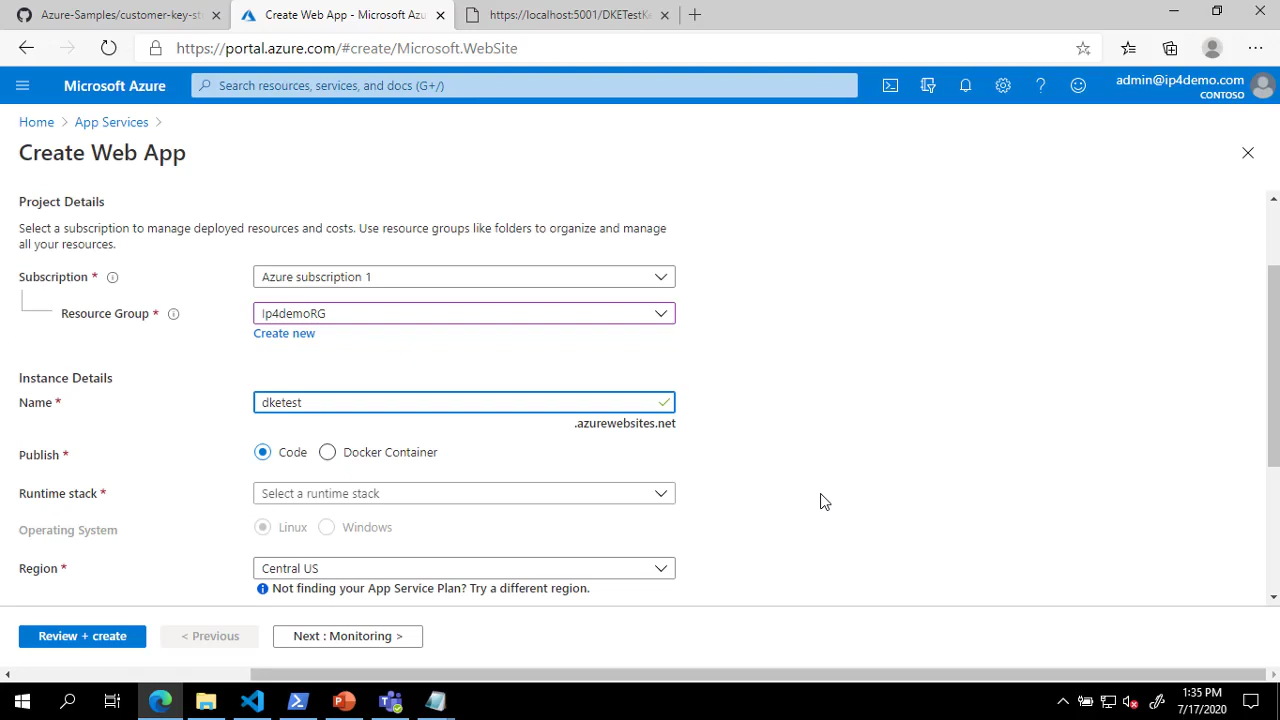 Azure-Samples/customer-key-st
Create Web App - Microsoft Azu
https://localhost:5001/DKETestKe
https://portal.azure.com/#create/Microsoft.WebSite
Microsoft Azure
Search resources, services, and docs (G+/)
admin@ip4demo.com
CONTOSO
Home > App Services >
Create Web App
Project Details
Select a subscription to manage deployed resources and costs. Use resource groups like folders to organize and manage
all your resources.
Subscription *
Azure subscription 1
Resource Group *
Ip4demoRG
Create new
Instance Details
Name *
dketest
.azurewebsites.net
Publish *
Code
Docker Container
Runtime stack *
Select a runtime stack
Operating System
Linux
Windows
Region *
Central US
Not finding your App Service Plan? Try a different region.
Review + create
< Previous
Next : Monitoring >
1:35 PM
7/17/2020